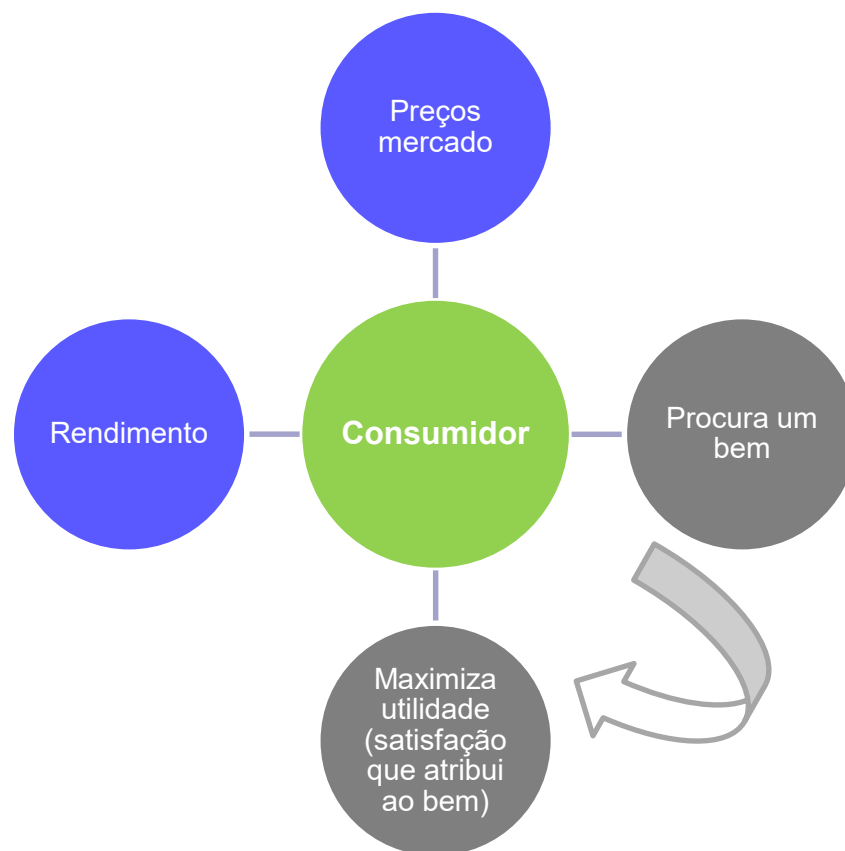 Preços
mercado
Rendimento
Consumidor
Procura um
bem
Maximiza
utilidade
(satisfação
que atribui
ao bem)